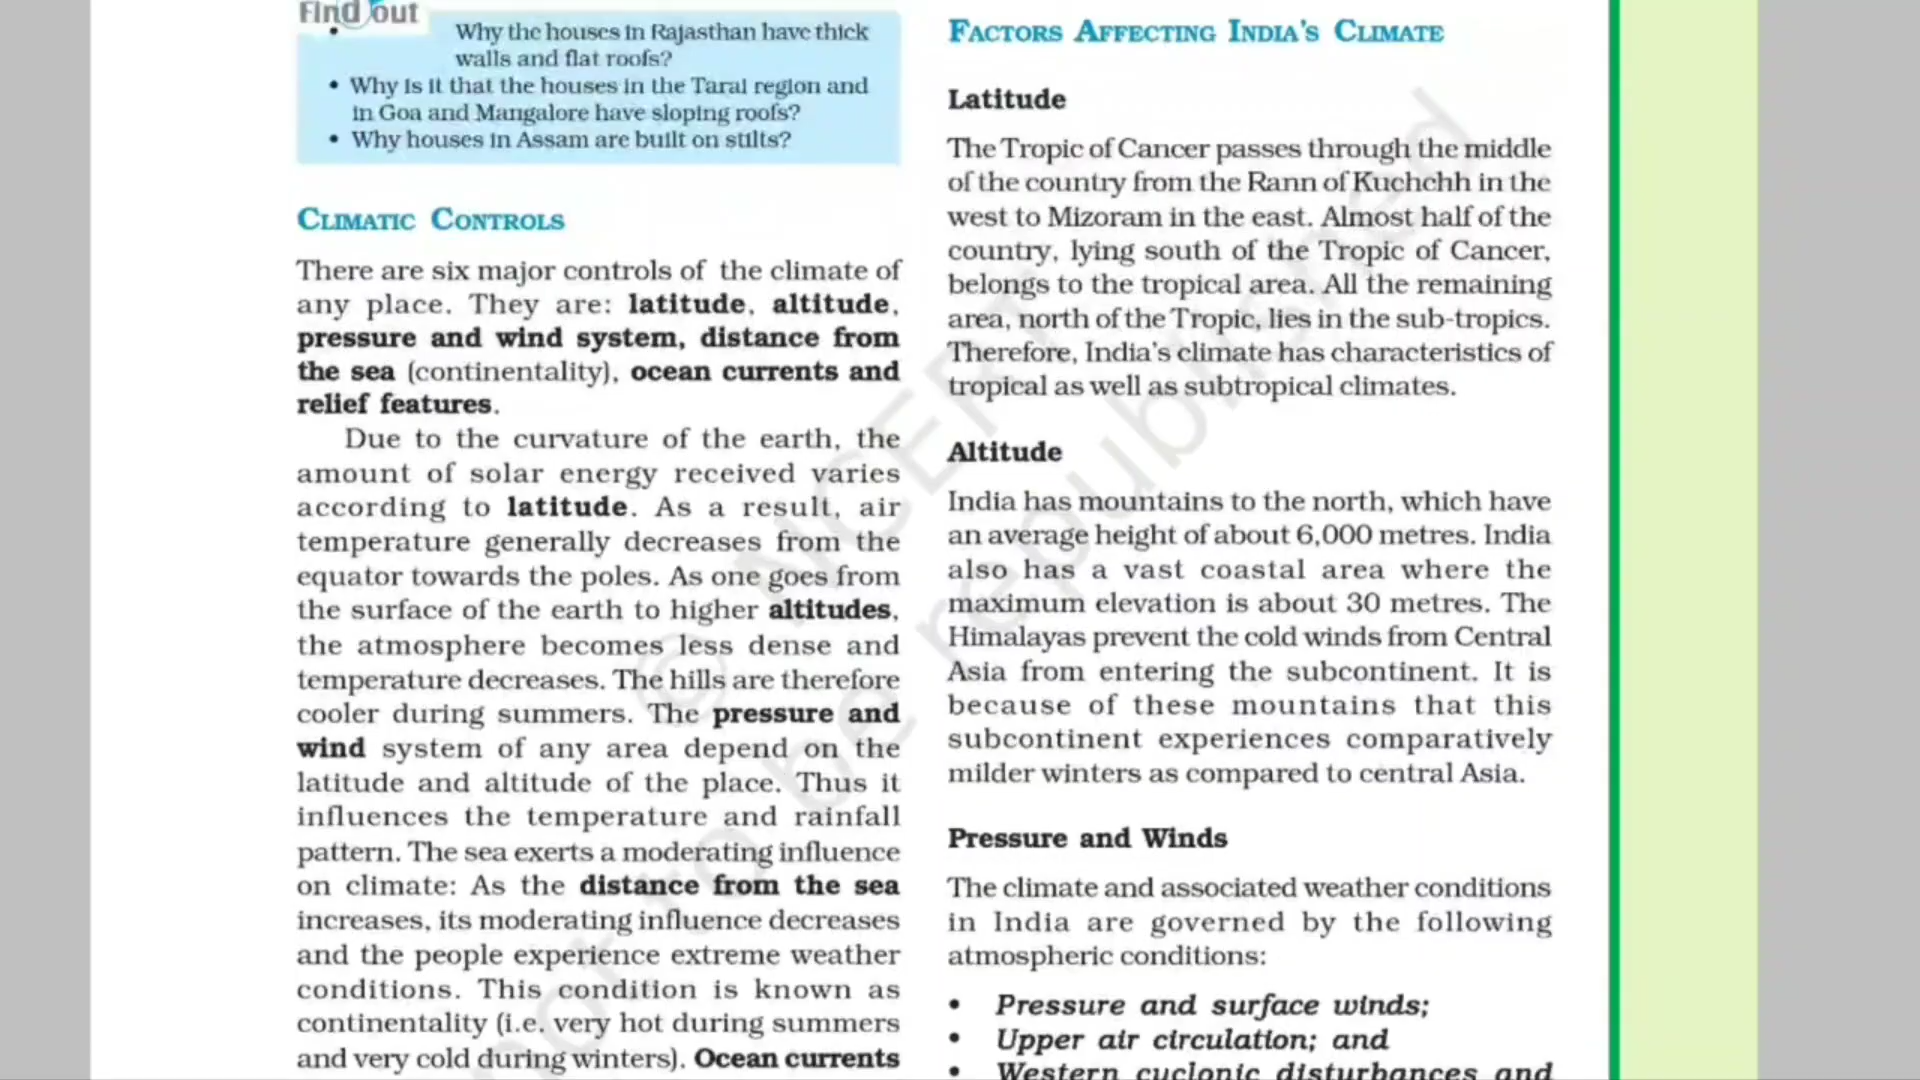 Find out
Why the houses in Rajasthan have thick
walls and flat roofs?
• Why is it that the houses in the Tarai region and
in Goa and Mangalore have sloping roofs?
• Why houses in Assam are built on stilts?
CLIMATIC CONTROLS
There are six major controls of the climate of
any place. They are: latitude, altitude,
pressure and wind system, distance from
the sea (continentality), ocean currents and
relief features.
Due to the curvature of the earth, the
amount of solar energy received varies
according to latitude. As a result, air
temperature generally decreases from the
equator towards the poles. As one goes from
the surface of the earth to higher altitudes,
the atmosphere becomes less dense and
temperature decreases. The hills are therefore
cooler during summers. The pressure and
wind system of any area depend on the
latitude and altitude of the place. Thus it
influences the temperature and rainfall
pattern. The sea exerts a moderating influence
on climate: As the distance from the sea
increases, its moderating influence decreases
and the people experience extreme weather
conditions. This condition is known as
continentality (i.e. very hot during summers
and very cold during winters). Ocean currents
FACTORS AFFECTING INDIA'S CLIMATE
Latitude
The Tropic of Cancer passes through the middle
of the country from the Rann of Kuchchh in the
west to Mizoram in the east. Almost half of the
country, lying south of the Tropic of Cancer,
belongs to the tropical area. All the remaining
area, north of the Tropic, lies in the sub-tropics.
Therefore, India's climate has characteristics of
tropical as well as subtropical climates.
Altitude
India has mountains to the north, which have
an average height of about 6,000 metres. India
also has a vast coastal area where the
maximum elevation is about 30 metres. The
Himalayas prevent the cold winds from Central
Asia from entering the subcontinent. It is
because of these mountains that this
subcontinent experiences comparatively
milder winters as compared to central Asia.
Pressure and Winds
The climate and associated weather conditions
in India are governed by the following
atmospheric conditions:
• Pressure and surface winds;
• Upper air circulation; and
• Western cyclonic disturbances and
© NCERT
not to be republished